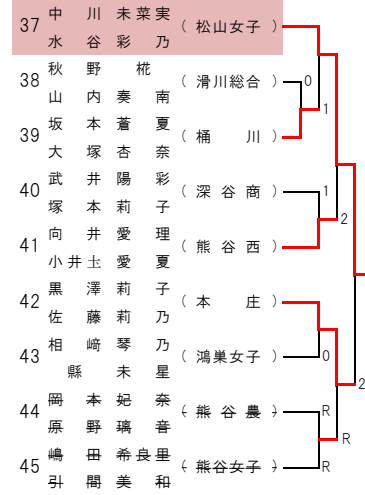 37 中川未菜実 (松山女子)
水谷彩乃
38 秋野椛 (滑川総合) 0
山内奏南
1
39 坂本蒼夏 (桶川)
大塚杏奈
40 武井陽彩 (深谷商) 1
塚本莉子
2
41 向井愛理 (熊谷西)
小井圡愛夏
42 黒澤莉子 (本庄)
佐藤莉乃
43 相﨑琴乃 (鴻巣女子) 0
縣未星
2
44 岡本妃奈 (熊谷農) R
原野璃音
R
45 嶋田希良里 (熊谷女子) R
引間美和